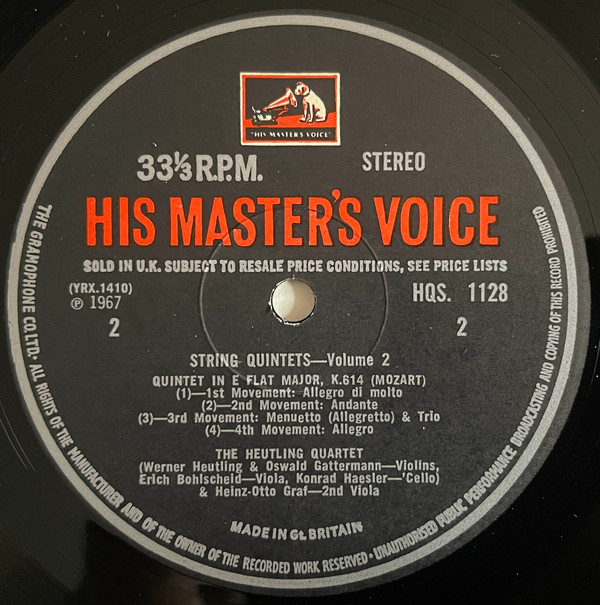 "HIS MASTER'S VOICE"
33⅓ R.P.M.
STEREO
HIS MASTER'S VOICE
SOLD IN U.K. SUBJECT TO RESALE PRICE CONDITIONS, SEE PRICE LISTS
(YRX.1410)
HQS. 1128
℗ 1967
2
2
STRING QUINTETS—Volume 2
QUINTET IN E FLAT MAJOR, K.614 (MOZART)
(1)—1st Movement: Allegro di molto
(2)—2nd Movement: Andante
(3)—3rd Movement: Menuetto (Allegretto) & Trio
(4)—4th Movement: Allegro
THE HEUTLING QUARTET
(Werner Heutling & Oswald Gattermann—Violins,
Erich Bohlscheid—Viola, Konrad Haesler—'Cello)
& Heinz-Otto Graf—2nd Viola
MADE IN Gt. BRITAIN
THE GRAMOPHONE CO. LTD. • ALL RIGHTS OF THE MANUFACTURER AND OF THE OWNER OF THE RECORDED WORK RESERVED • UNAUTHORISED PUBLIC PERFORMANCE BROADCASTING AND COPYING OF THIS RECORD PROHIBITED